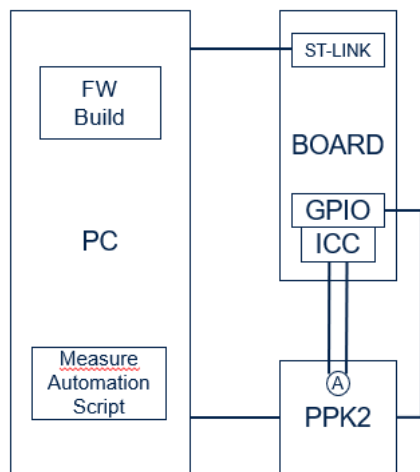 FW
Build
PC
Measure
Automation
Script
ST-LINK
BOARD
GPIO
ICC
A
PPK2